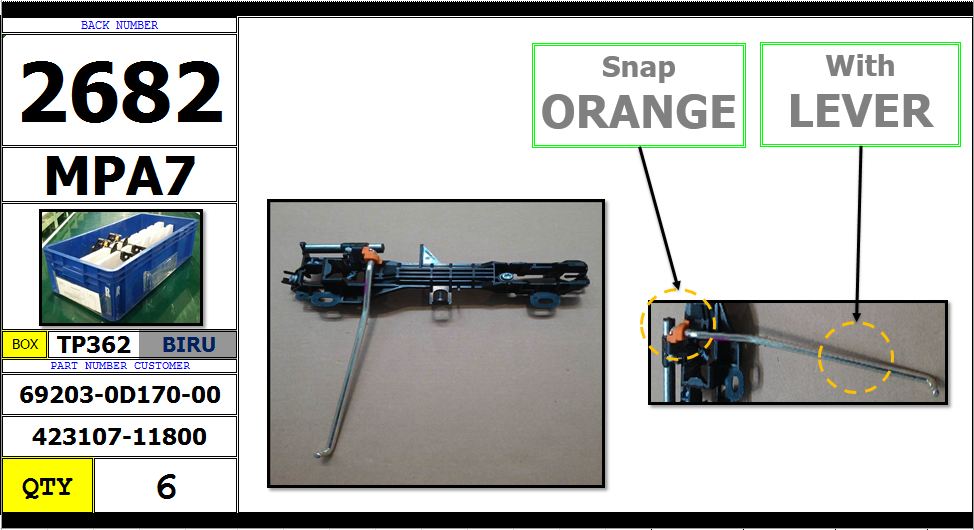 BACK NUMBER
2682
MPA7
BOX TP362 BIRU
PART NUMBER CUSTOMER
69203-0D170-00
423107-11800
QTY 6
Snap
ORANGE
With
LEVER